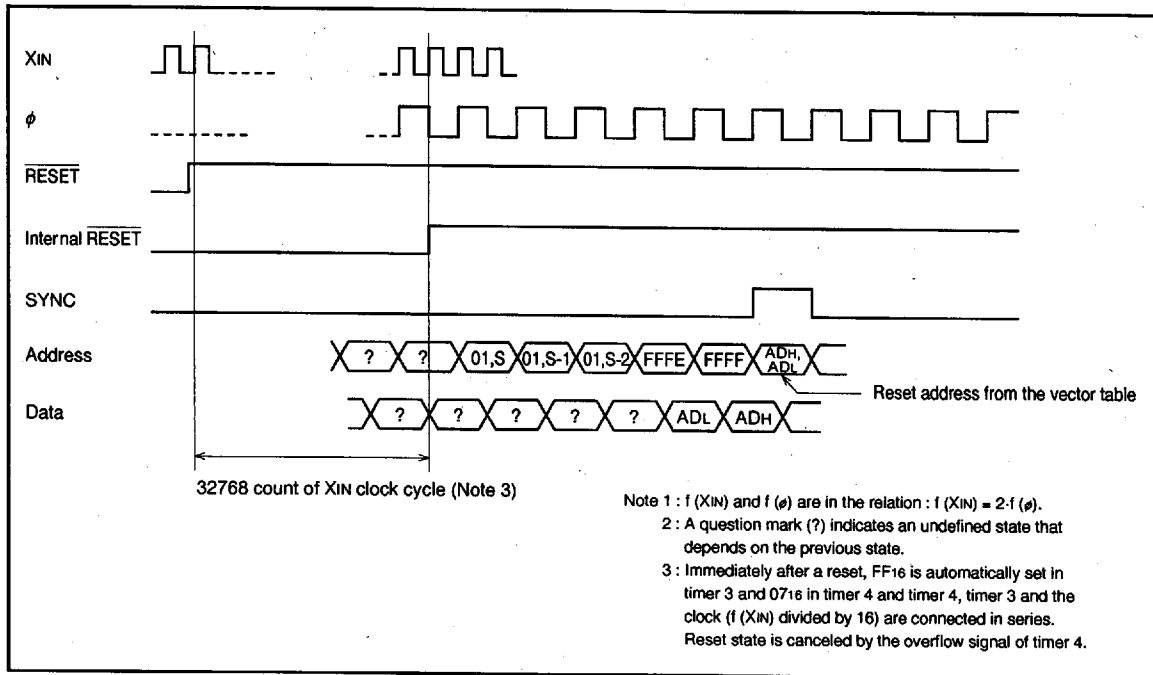 XIN
ϕ
RESET
Internal RESET
SYNC
Address ? ? 01,S 01,S-1 01,S-2 FFFE FFFF ADH, ADL
Reset address from the vector table
Data ? ? ? ? ? ADL ADH
32768 count of XIN clock cycle (Note 3)
Note 1 : f (XIN) and f (ϕ) are in the relation : f (XIN) = 2·f (ϕ).
2 : A question mark (?) indicates an undefined state that
depends on the previous state.
3 : Immediately after a reset, FF16 is automatically set in
timer 3 and 0716 in timer 4 and timer 4, timer 3 and the
clock (f (XIN) divided by 16) are connected in series.
Reset state is canceled by the overflow signal of timer 4.